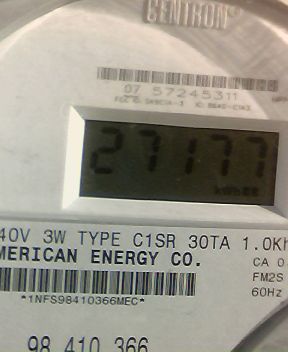 CENTRON
07 57245311
27177
kWh
40V 3W TYPE C1SR 30TA 1.0Kh
MERICAN ENERGY CO.
CA 0
FM2S
*1NFS98410366MEC*
60Hz
98 410 366